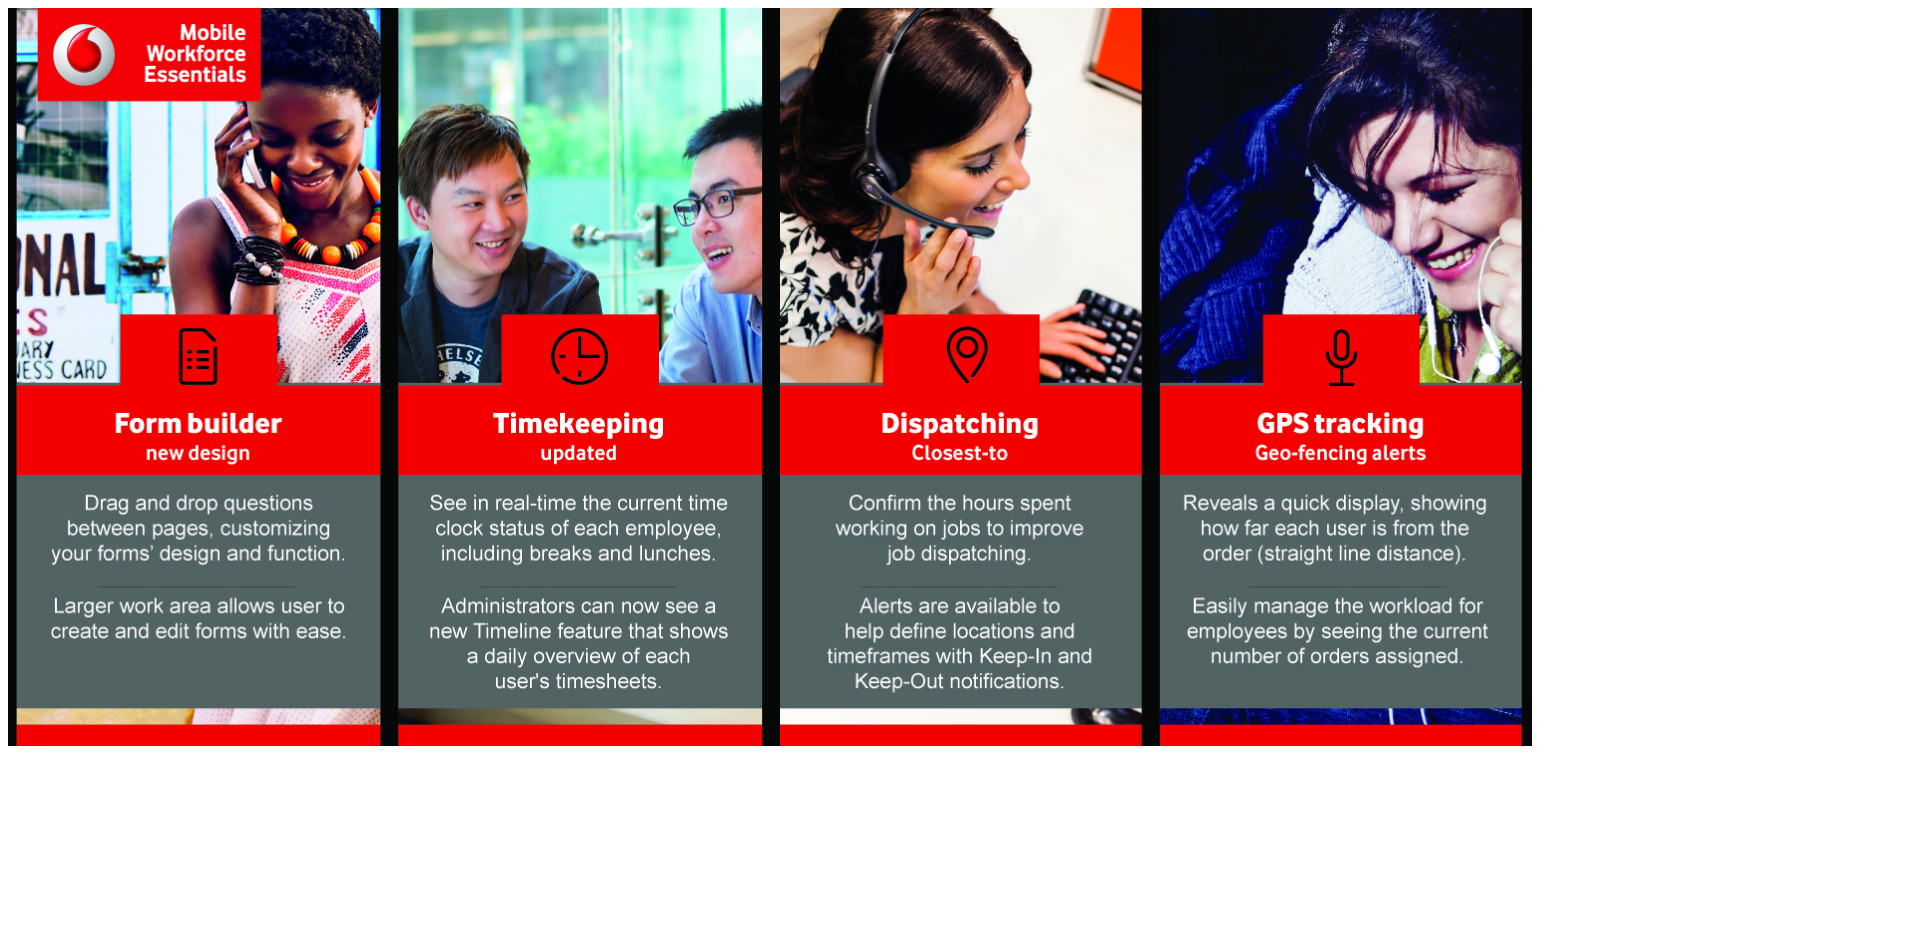 Mobile
Workforce
Essentials
NAL
S
ARY
NESS CARD
HELSE
Form builder
new design
Drag and drop questions
between pages, customizing
your forms’ design and function.
Larger work area allows user to
create and edit forms with ease.
Timekeeping
updated
See in real-time the current time
clock status of each employee,
including breaks and lunches.
Administrators can now see a
new Timeline feature that shows
a daily overview of each
user's timesheets.
Dispatching
Closest-to
Confirm the hours spent
working on jobs to improve
job dispatching.
Alerts are available to
help define locations and
timeframes with Keep-In and
Keep-Out notifications.
GPS tracking
Geo-fencing alerts
Reveals a quick display, showing
how far each user is from the
order (straight line distance).
Easily manage the workload for
employees by seeing the current
number of orders assigned.